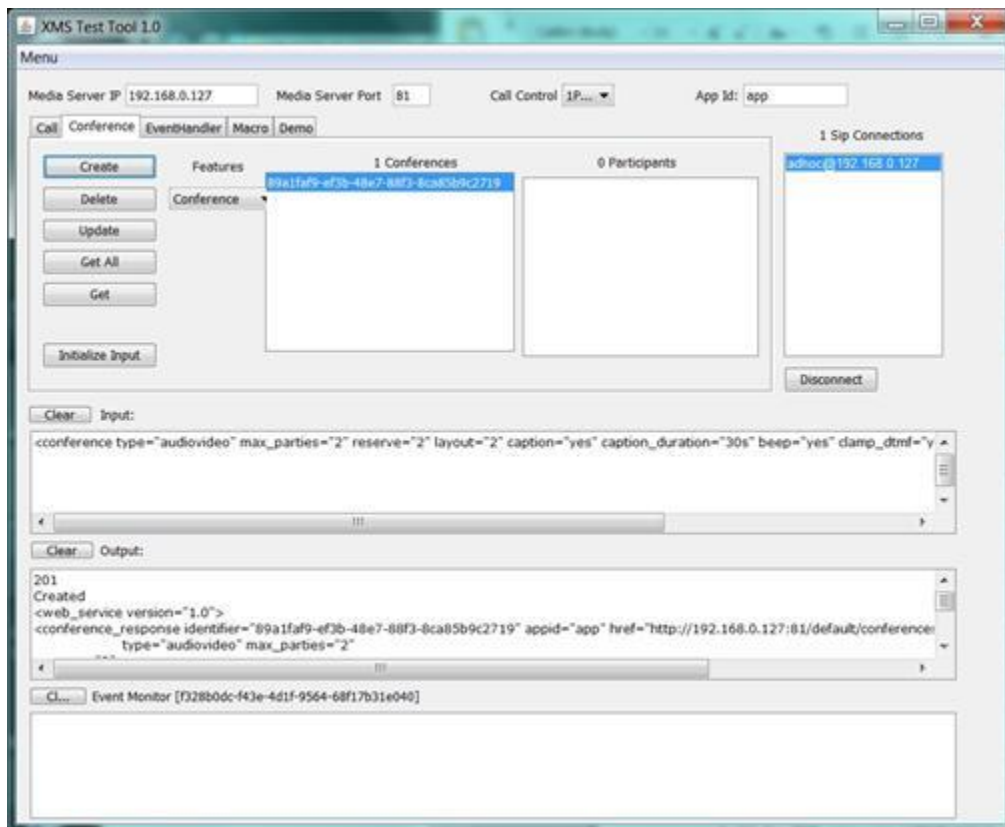 XMS Test Tool 1.0
Menu
Media Server IP 192.168.0.127 Media Server Port 81 Call Control 1P... App Id: app
Call Conference EventHandler Macro Demo
1 Sip Connections
Create Features 1 Conferences 0 Participants
adhoc@192.168.0.127
89a1faf9-ef3b-48e7-88f3-8ca85b9c2719
Delete Conference
Update
Get All
Get
Initialize Input
Disconnect
Clear Input:
<conference type="audiovideo" max_parties="2" reserve="2" layout="2" caption="yes" caption_duration="30s" beep="yes" clamp_dtmf="y
Clear Output:
201
Created
<web_service version="1.0">
<conference_response identifier="89a1faf9-ef3b-48e7-88f3-8ca85b9c2719" appid="app" href="http://192.168.0.127:81/default/conferences
type="audiovideo" max_parties="2"
Cl... Event Monitor [f328b0dc-f43e-4d1f-9564-68f17b31e040]